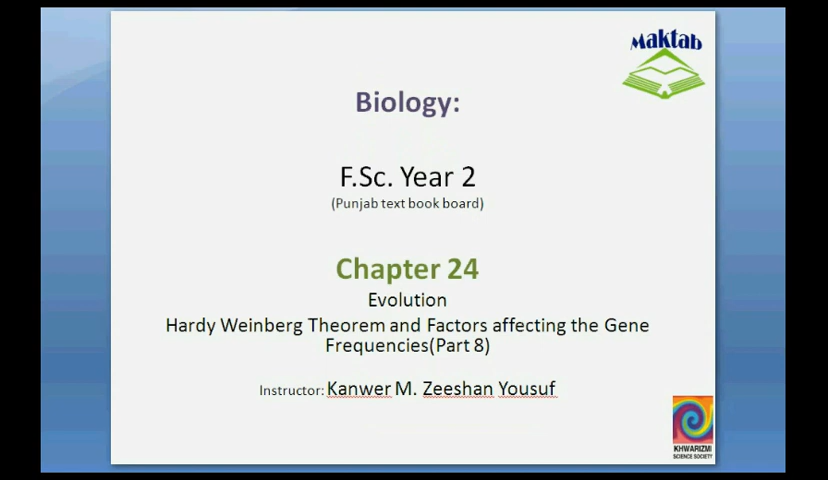 Maktab
Biology:
F.Sc. Year 2
(Punjab text book board)
Chapter 24
Evolution
Hardy Weinberg Theorem and Factors affecting the Gene
Frequencies(Part 8)
Instructor: Kanwer M. Zeeshan Yousuf
KHWARIZMI
SCIENCE SOCIETY